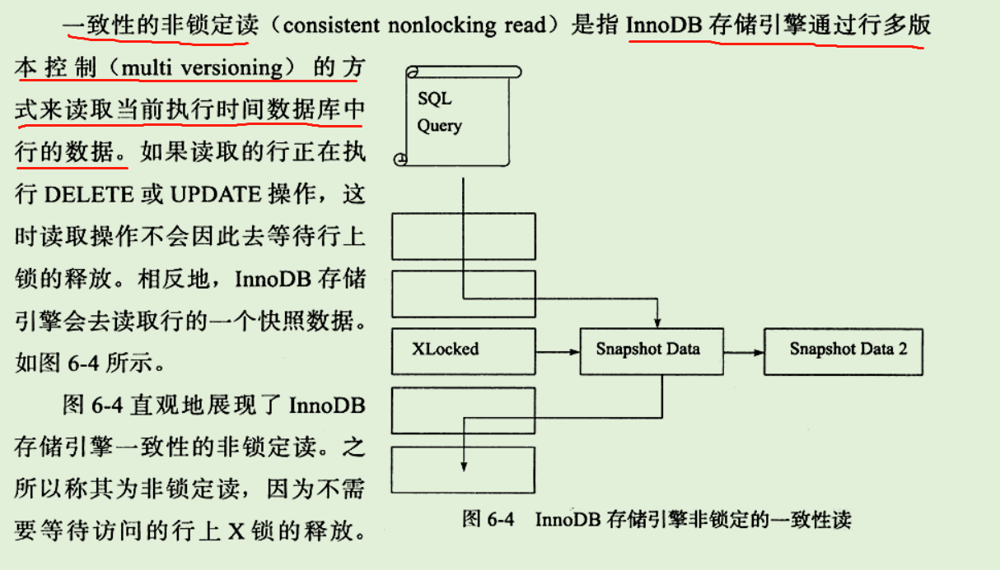 一致性的非锁定读（consistent nonlocking read）是指 InnoDB 存储引擎通过行多版
本控制（multi versioning）的方
式来读取当前执行时间数据库中
行的数据。如果读取的行正在执
行 DELETE 或 UPDATE 操作，这
时读取操作不会因此去等待行上
锁的释放。相反地，InnoDB 存储
引擎会去读取行的一个快照数据。
如图 6-4 所示。
图 6-4 直观地展现了 InnoDB
存储引擎一致性的非锁定读。之
所以称其为非锁定读，因为不需
要等待访问的行上 X 锁的释放。
SQL
Query
XLocked
Snapshot Data
Snapshot Data 2
图 6-4 InnoDB 存储引擎非锁定的一致性读